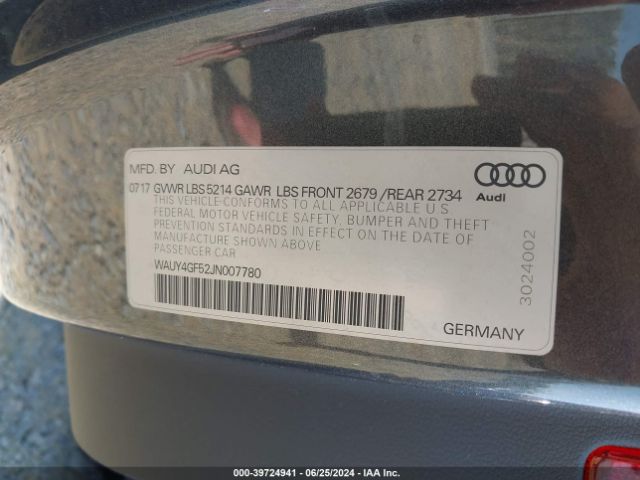 MFD. BY AUDI AG
0717 GVWR LBS 5214 GAWR LBS FRONT 2679 / REAR 2734
THIS VEHICLE CONFORMS TO ALL APPLICABLE U S
FEDERAL MOTOR VEHICLE SAFETY, BUMPER AND THEFT
PREVENTION STANDARDS IN EFFECT ON THE DATE OF
MANUFACTURE SHOWN ABOVE
PASSENGER CAR
WAUY4GF52JN007780
Audi
3024002
GERMANY
000-39724941 - 06/25/2024 - IAA Inc.